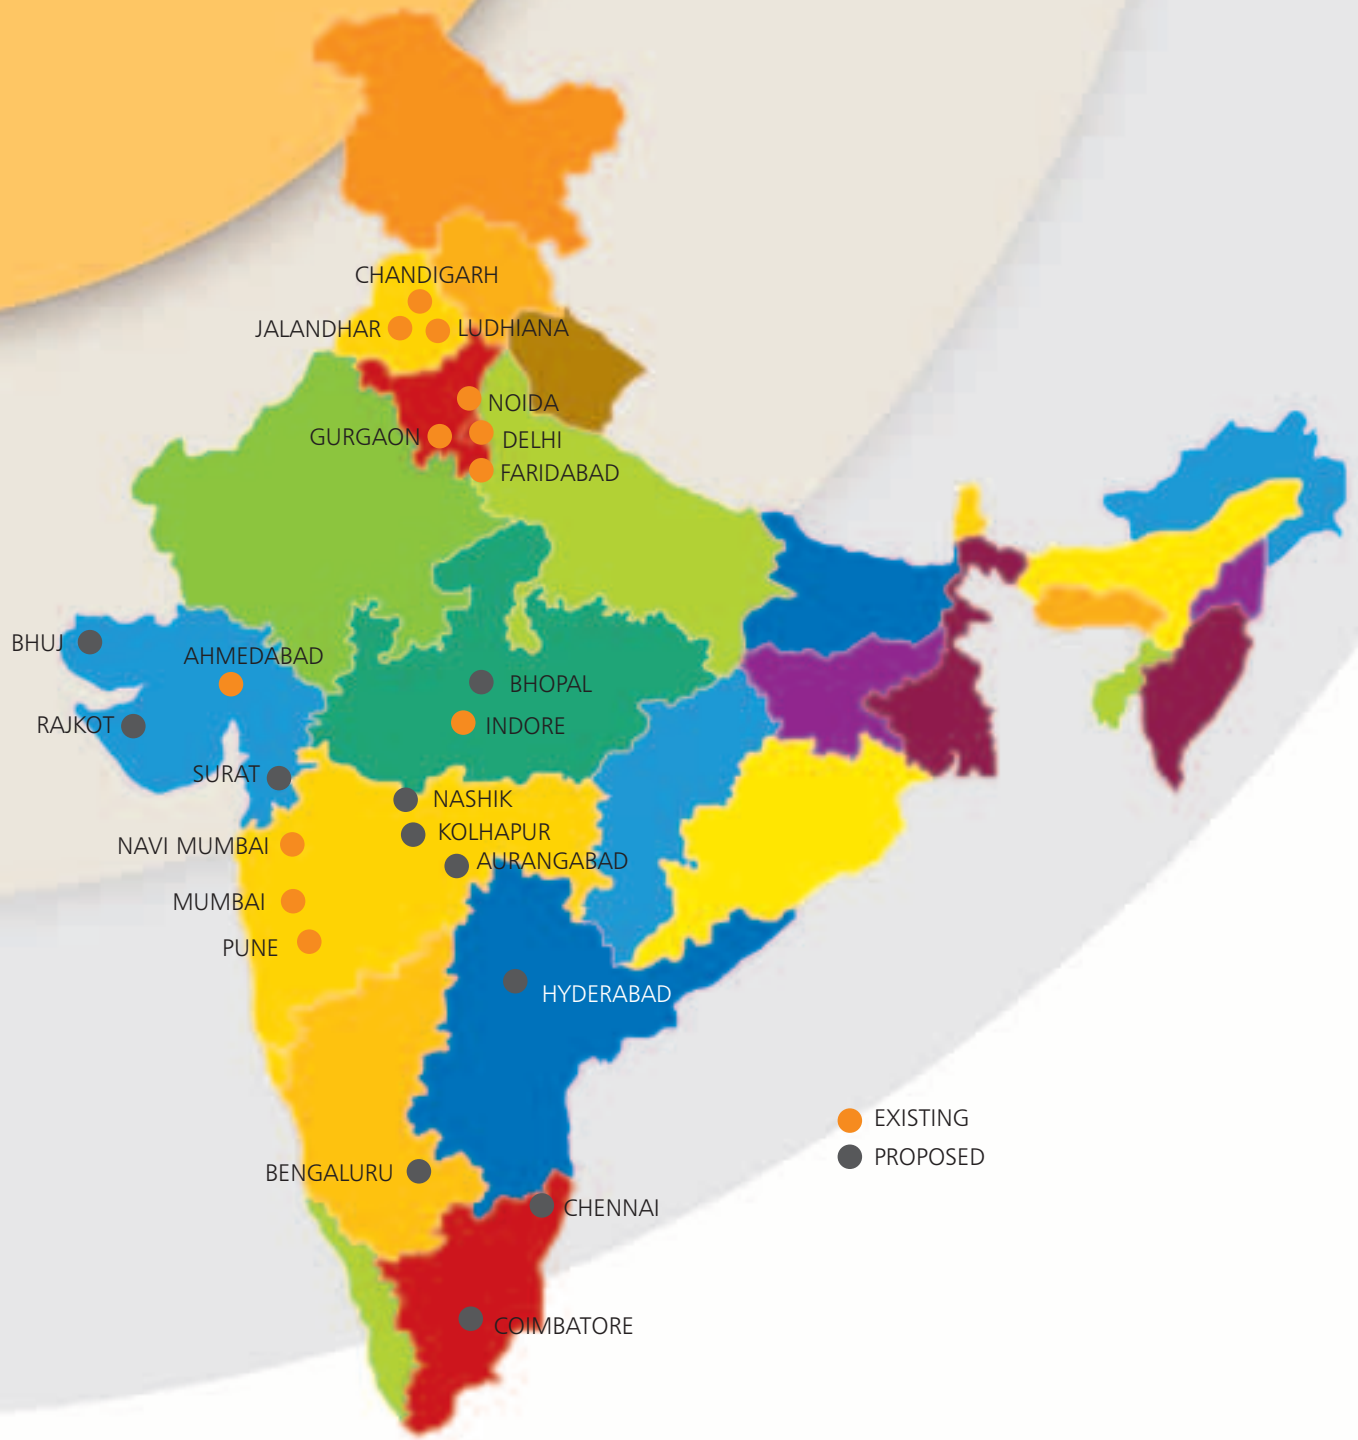 CHANDIGARH
JALANDHAR
LUDHIANA
NOIDA
GURGAON
DELHI
FARIDABAD
BHUJ
AHMEDABAD
BHOPAL
RAJKOT
INDORE
SURAT
NASHIK
KOLHAPUR
NAVI MUMBAI
AURANGABAD
MUMBAI
PUNE
HYDERABAD
EXISTING
PROPOSED
BENGALURU
CHENNAI
COIMBATORE